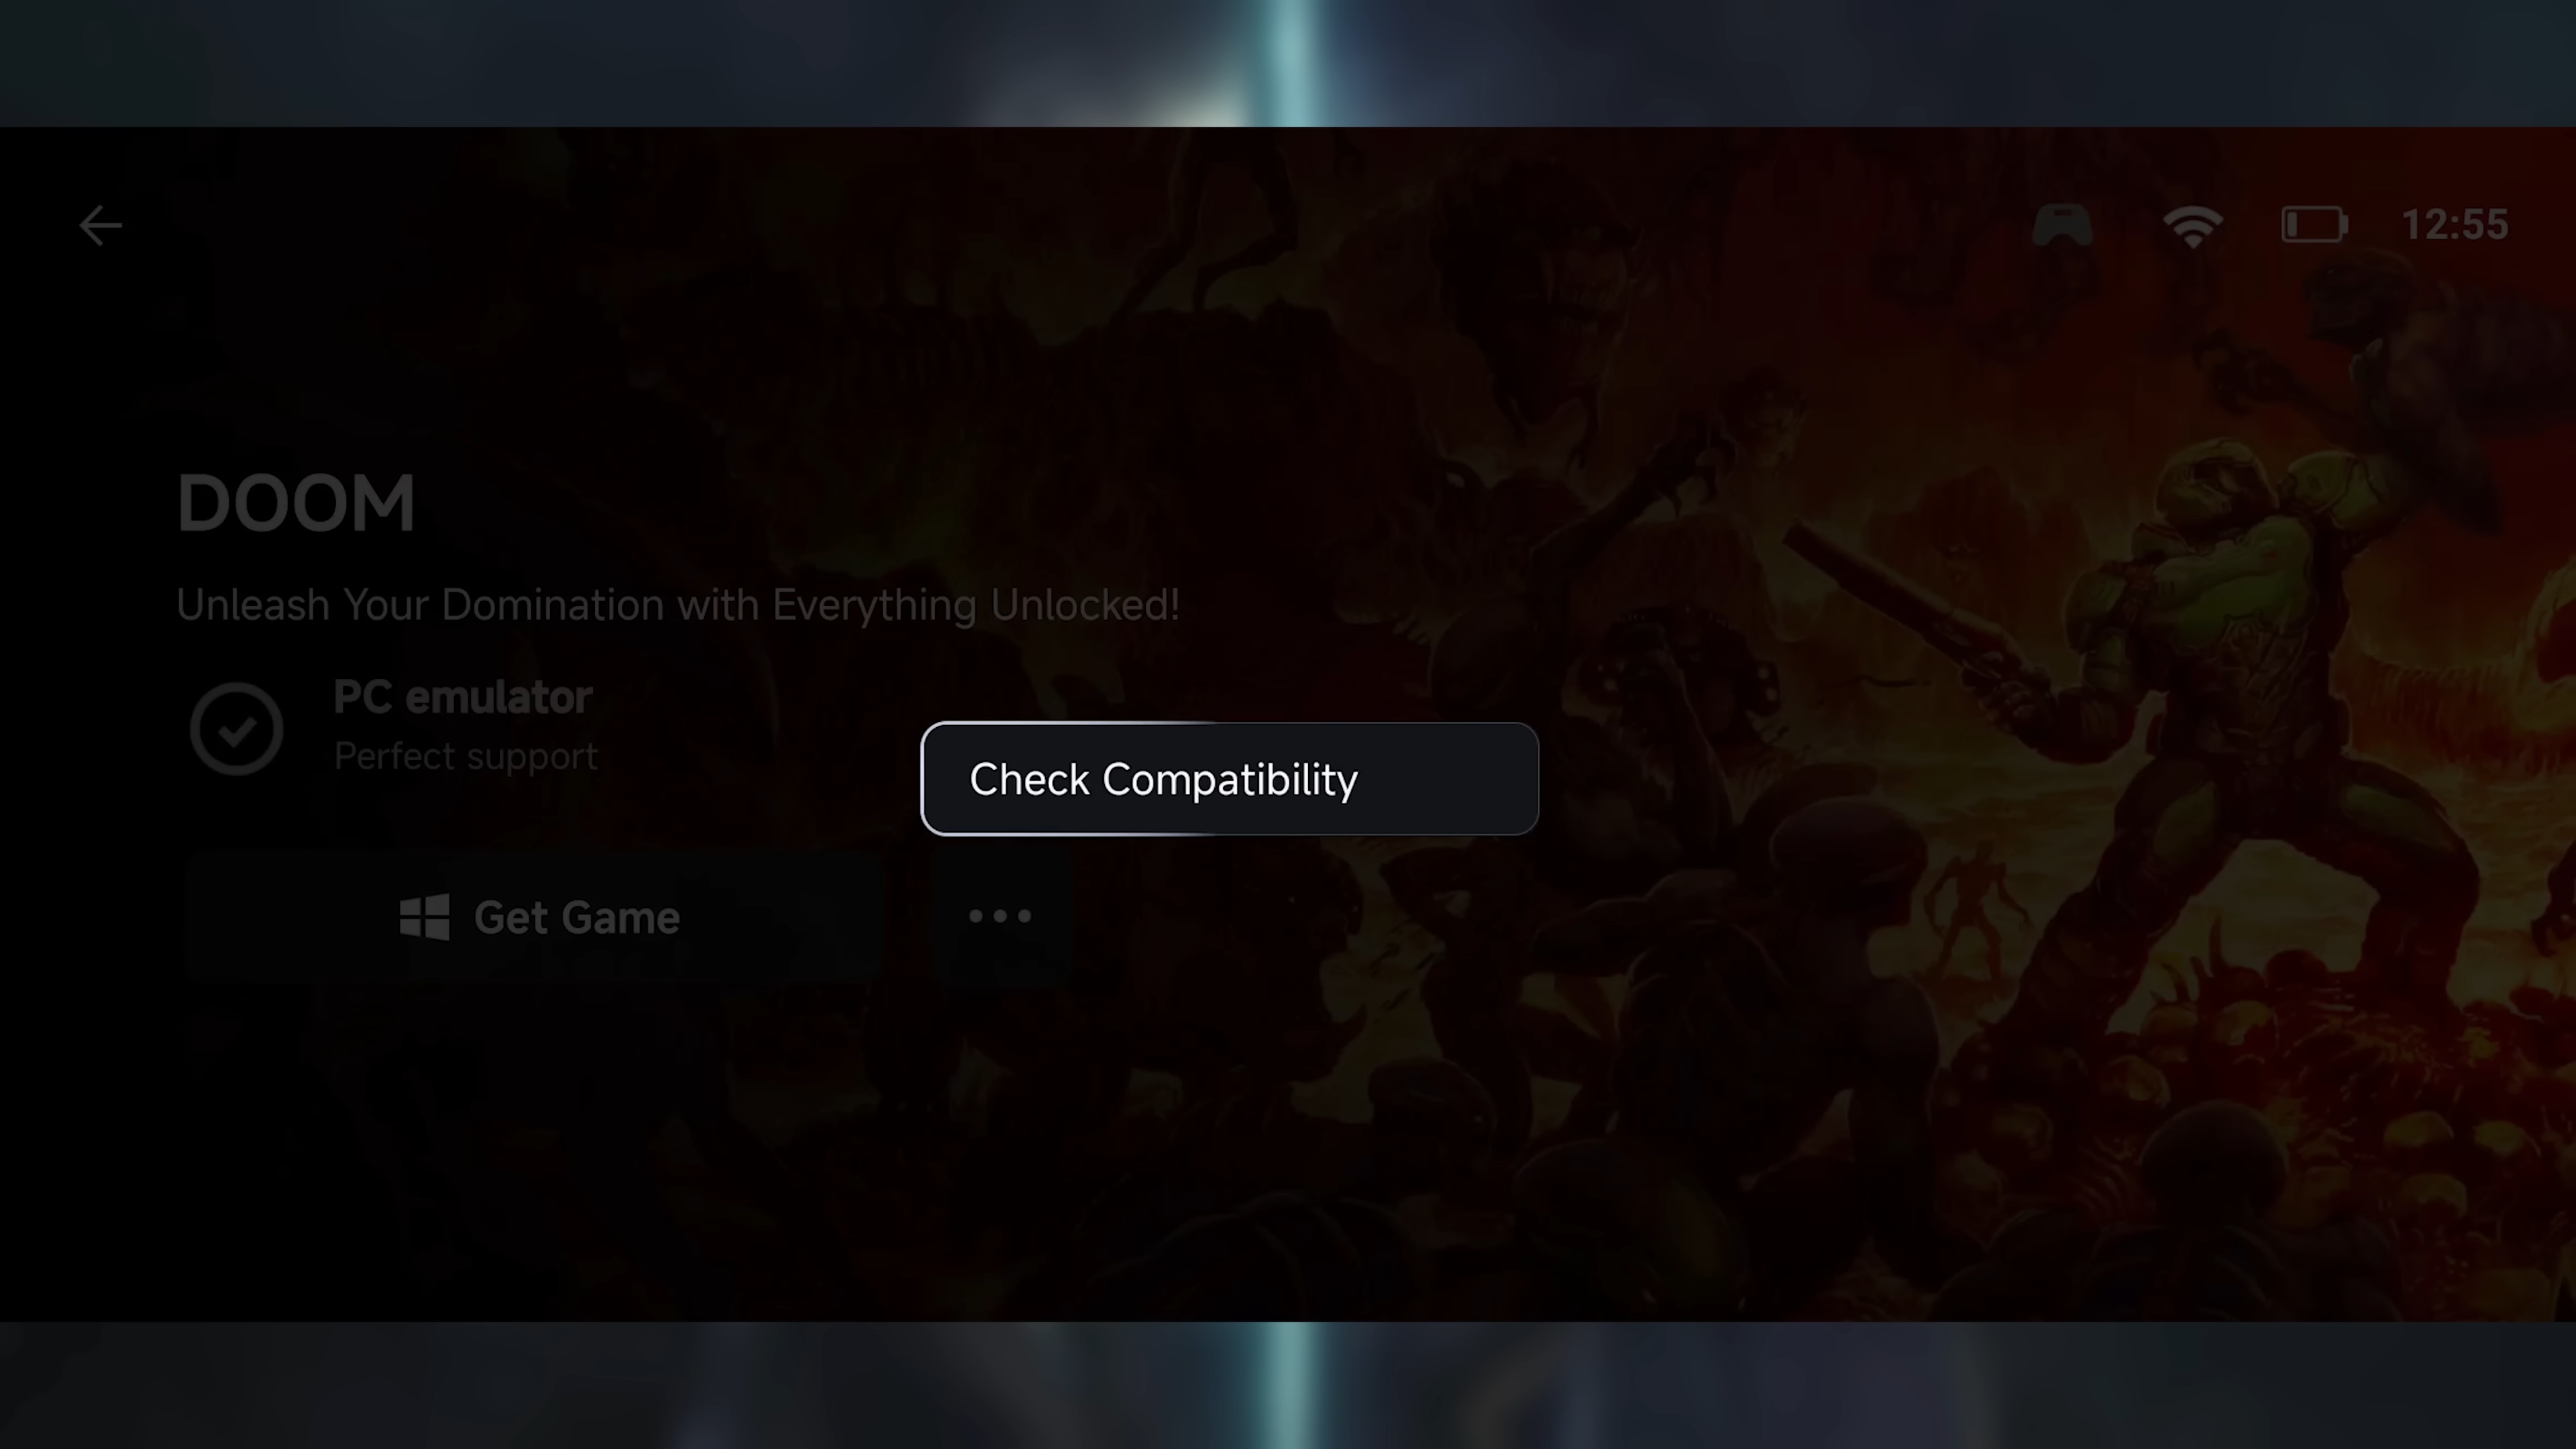 12:55
DOOM
Unleash Your Domination with Everything Unlocked!
PC emulator
Perfect support
Check Compatibility
Get Game